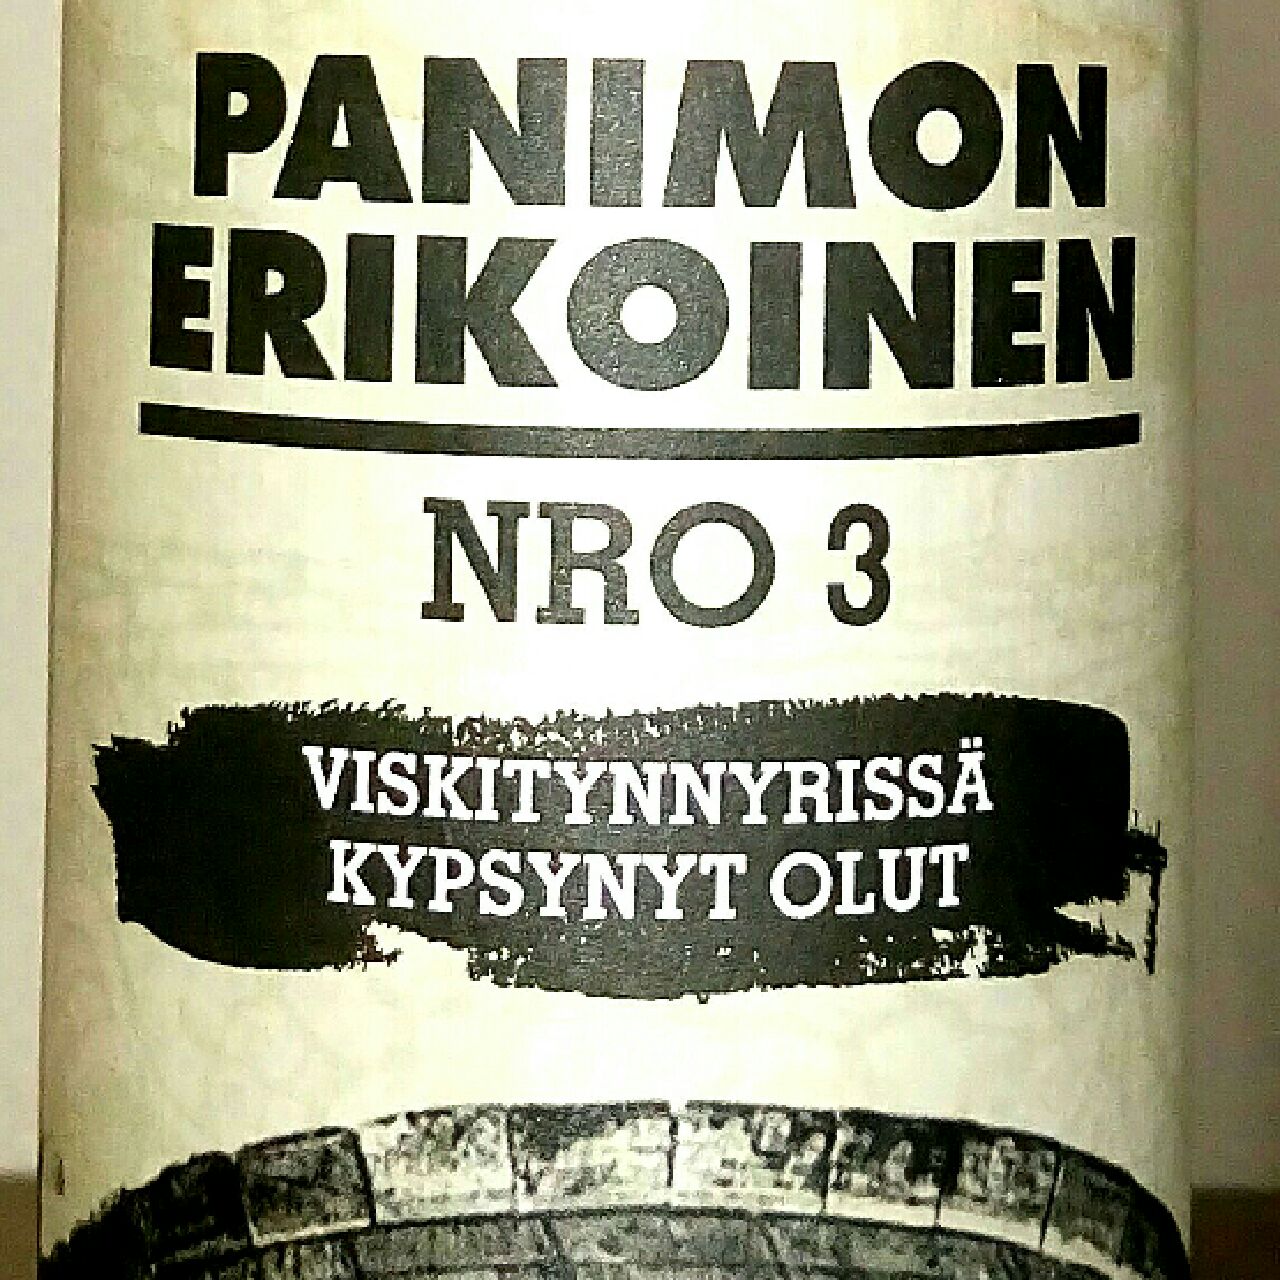 PANIMON
ERIKOINEN
NRO 3
VISKITYNNYRISSÄ
KYPSYNYT OLUT